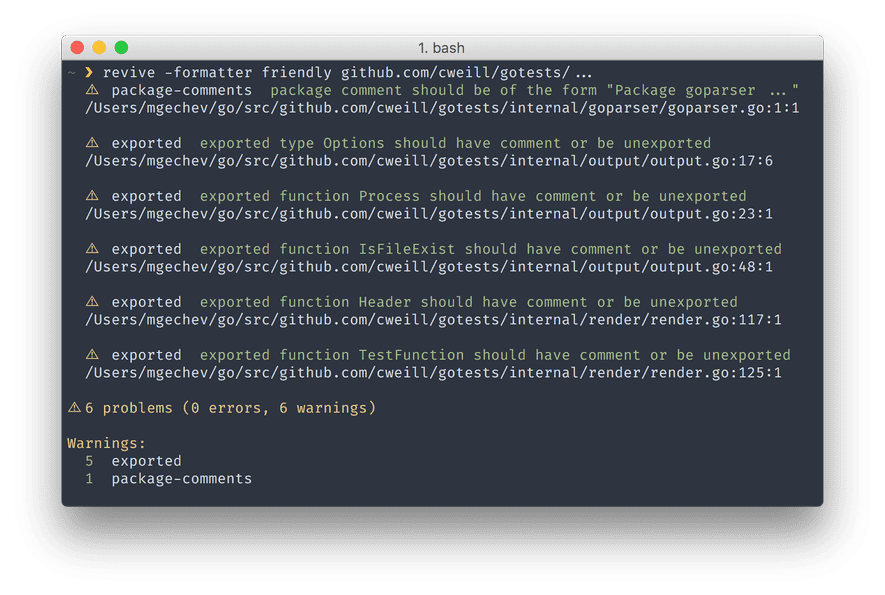 1. bash
~ ❯ revive -formatter friendly github.com/cweill/gotests/...
⚠ package-comments package comment should be of the form "Package goparser ..."
/Users/mgechev/go/src/github.com/cweill/gotests/internal/goparser/goparser.go:1:1
⚠ exported exported type Options should have comment or be unexported
/Users/mgechev/go/src/github.com/cweill/gotests/internal/output/output.go:17:6
⚠ exported exported function Process should have comment or be unexported
/Users/mgechev/go/src/github.com/cweill/gotests/internal/output/output.go:23:1
⚠ exported exported function IsFileExist should have comment or be unexported
/Users/mgechev/go/src/github.com/cweill/gotests/internal/output/output.go:48:1
⚠ exported exported function Header should have comment or be unexported
/Users/mgechev/go/src/github.com/cweill/gotests/internal/render/render.go:117:1
⚠ exported exported function TestFunction should have comment or be unexported
/Users/mgechev/go/src/github.com/cweill/gotests/internal/render/render.go:125:1
⚠ 6 problems (0 errors, 6 warnings)
Warnings:
5 exported
1 package-comments